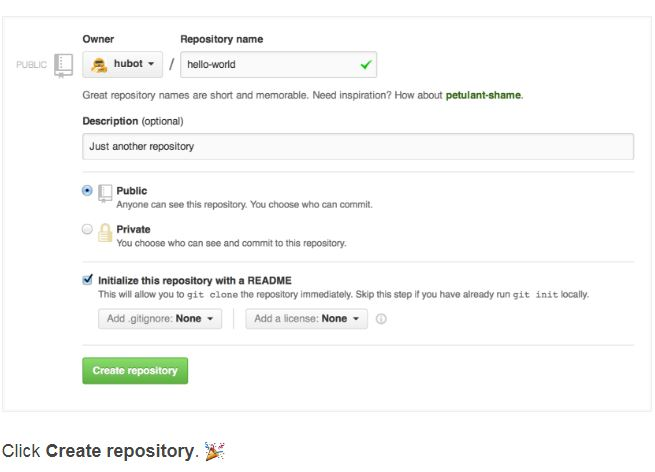 Owner Repository name
PUBLIC hubot / hello-world
Great repository names are short and memorable. Need inspiration? How about petulant-shame.
Description (optional)
Just another repository
Public
Anyone can see this repository. You choose who can commit.
Private
You choose who can see and commit to this repository.
Initialize this repository with a README
This will allow you to git clone the repository immediately. Skip this step if you have already run git init locally.
Add .gitignore: None Add a license: None
Create repository
Click Create repository. 🎉